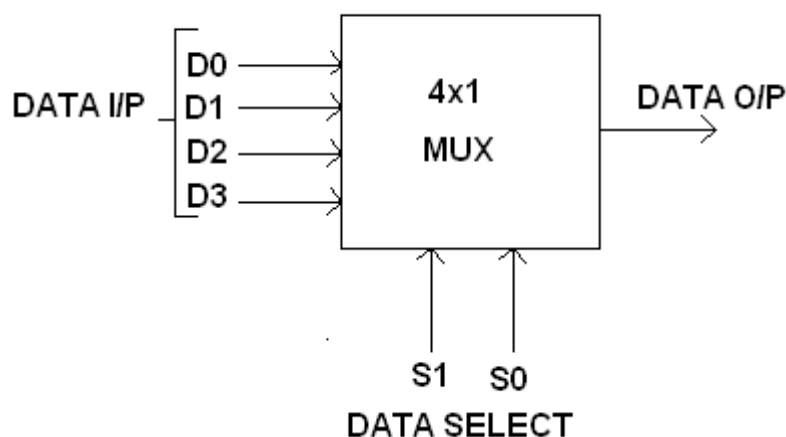 D0
DATA I/P
D1
D2
D3
4x1
MUX
DATA O/P
S1 S0
DATA SELECT